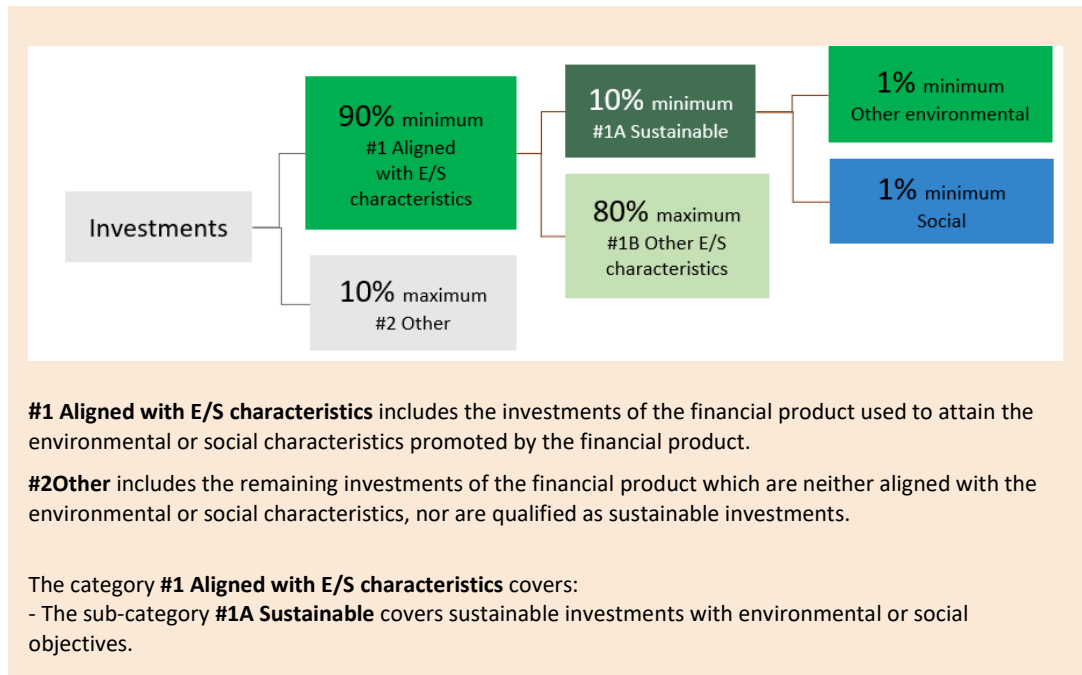 Investments
90% minimum
#1 Aligned
with E/S
characteristics
10% maximum
#2 Other
10% minimum
#1A Sustainable
80% maximum
#1B Other E/S
characteristics
1% minimum
Other environmental
1% minimum
Social
#1 Aligned with E/S characteristics includes the investments of the financial product used to attain the
environmental or social characteristics promoted by the financial product.
#2Other includes the remaining investments of the financial product which are neither aligned with the
environmental or social characteristics, nor are qualified as sustainable investments.
The category #1 Aligned with E/S characteristics covers:
- The sub-category #1A Sustainable covers sustainable investments with environmental or social
objectives.